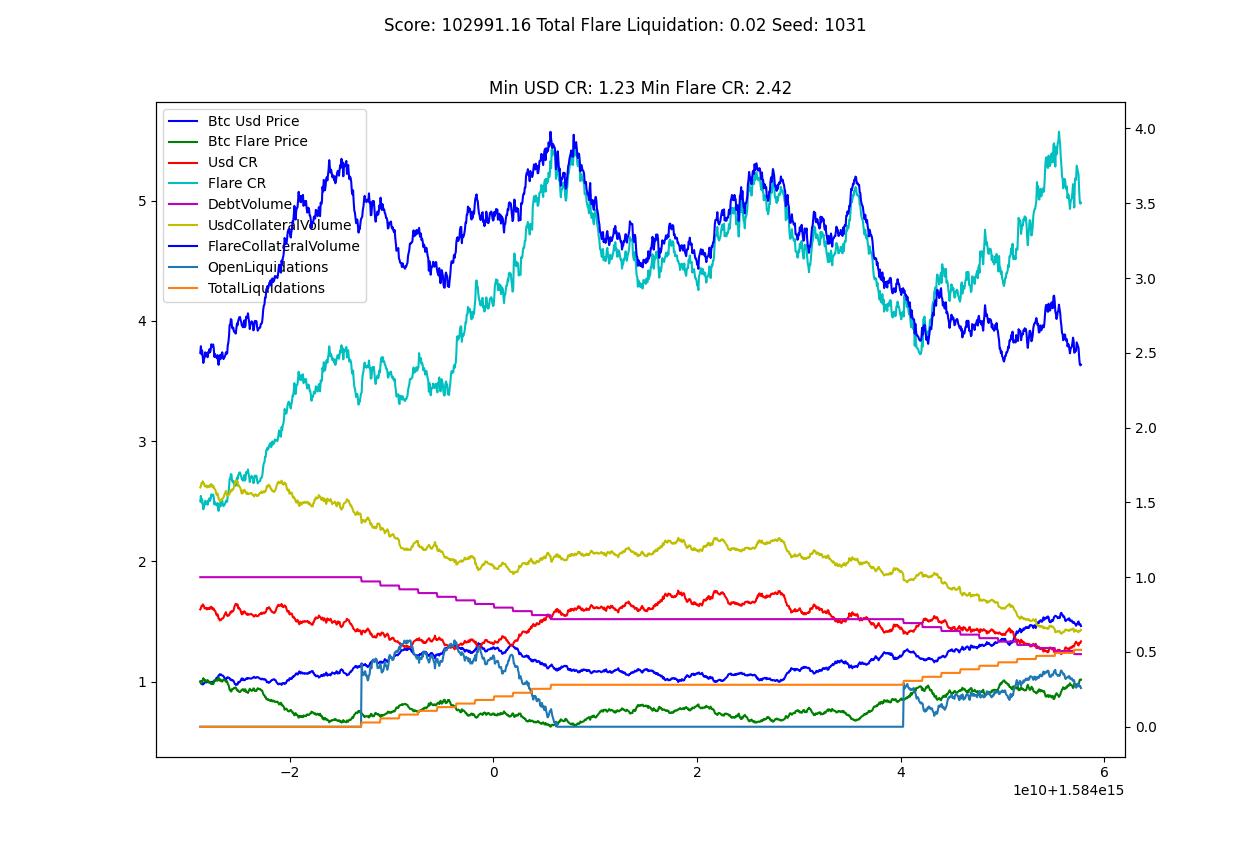 Score: 102991.16 Total Flare Liquidation: 0.02 Seed: 1031
Min USD CR: 1.23 Min Flare CR: 2.42
Btc Usd Price
Btc Flare Price
Usd CR
Flare CR
DebtVolume
UsdCollateralVolume
FlareCollateralVolume
OpenLiquidations
TotalLiquidations
5
4
3
2
1
4.0
3.5
3.0
2.5
2.0
1.5
1.0
0.5
0.0
−2 0 2 4 6
1e10+1.584e15